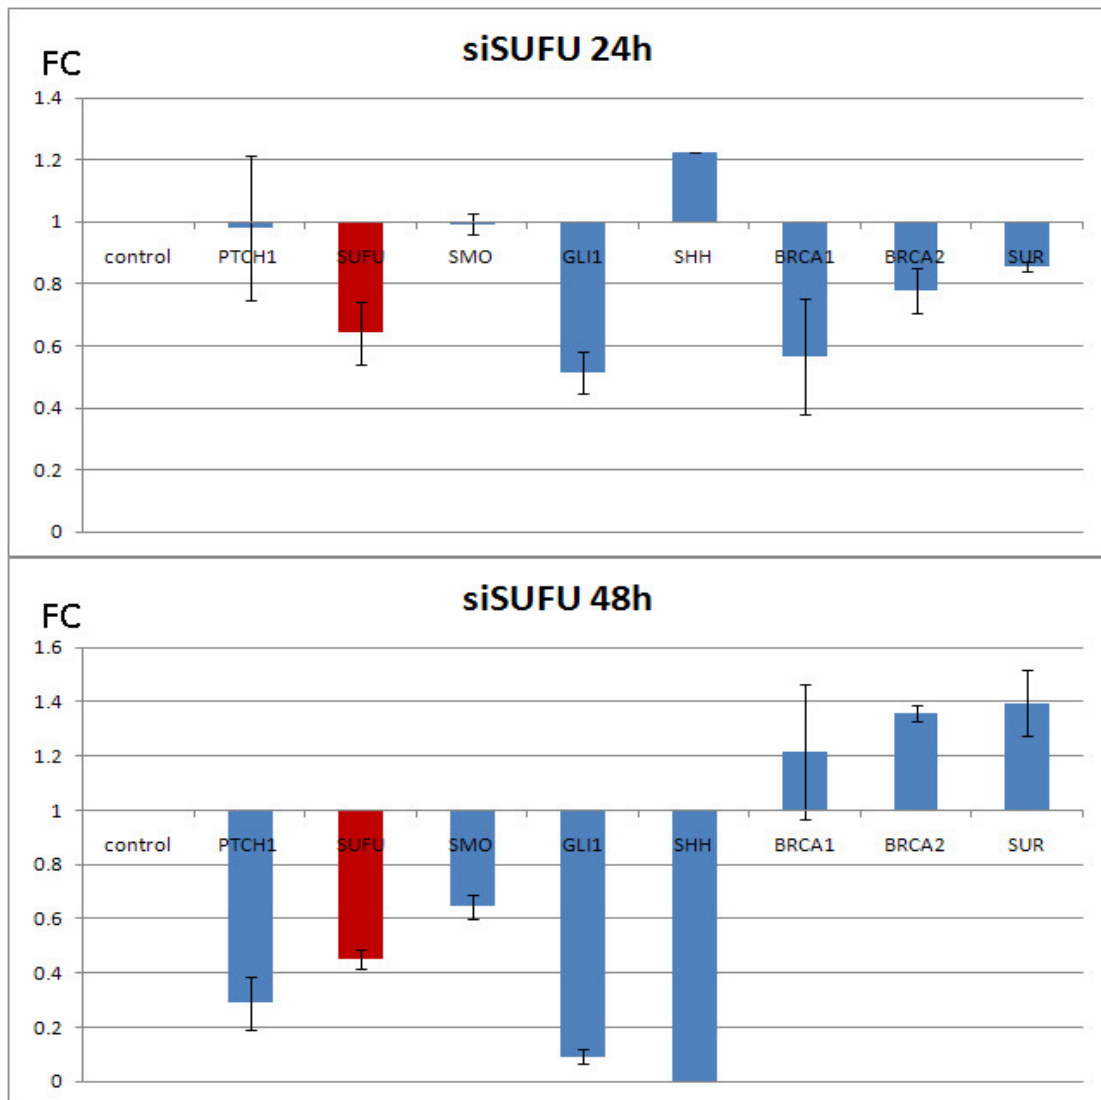 siSUFU 24h
FC
1.4
1.2
1
control PTCH1 SUFU SMO GLI1 SHH BRCA1 BRCA2 SUR
0.8
0.6
0.4
0.2
0
siSUFU 48h
FC
1.6
1.4
1.2
1
control PTCH1 SUFU SMO GLI1 SHH BRCA1 BRCA2 SUR
0.8
0.6
0.4
0.2
0